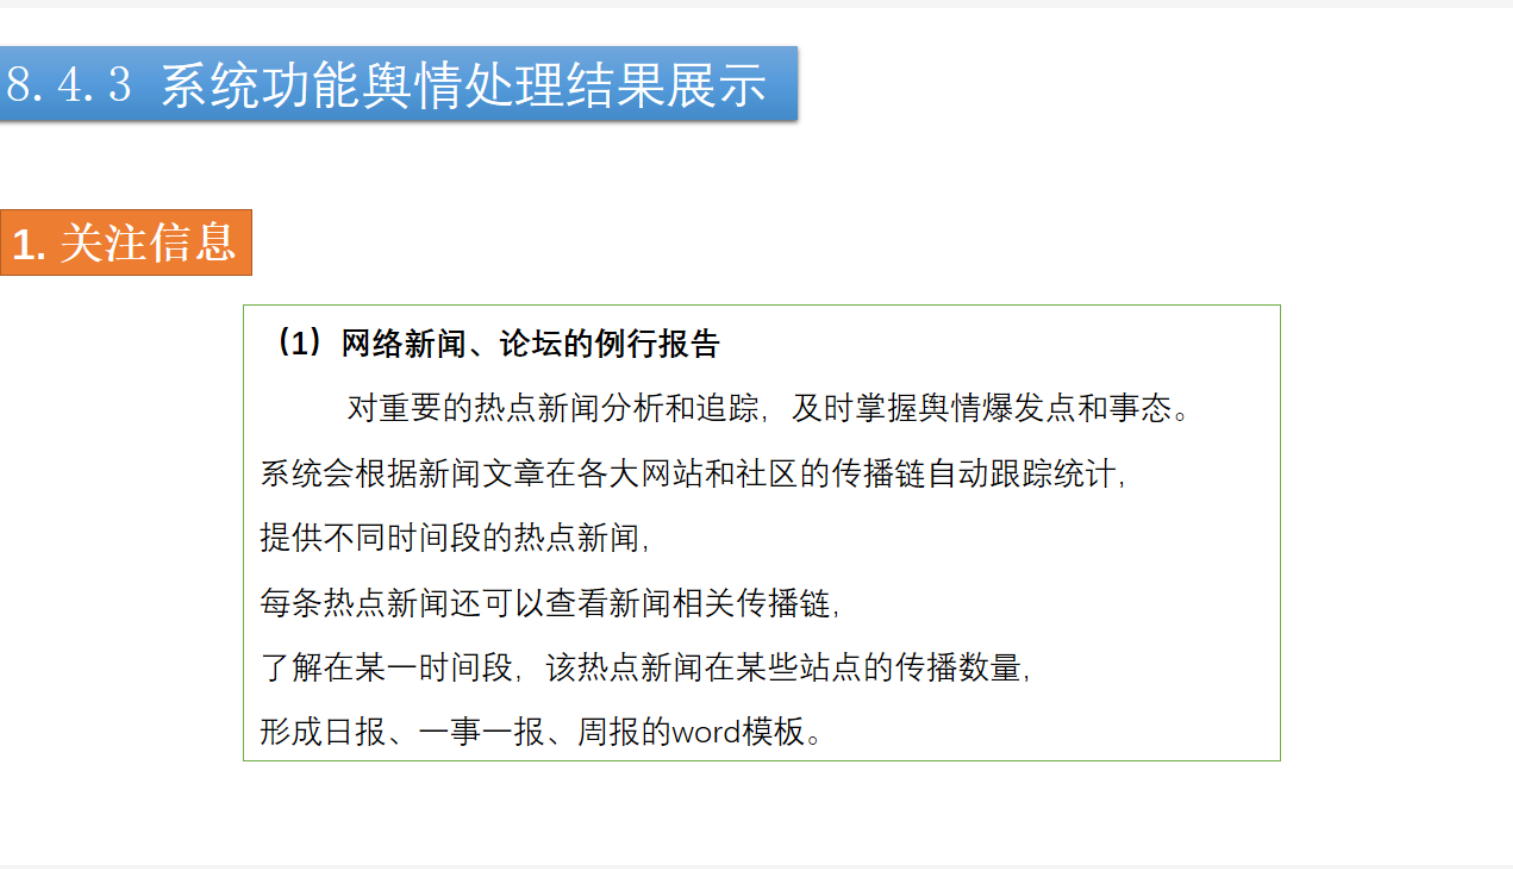 8.4.3 系统功能舆情处理结果展示
1. 关注信息
（1）网络新闻、论坛的例行报告
对重要的热点新闻分析和追踪，及时掌握舆情爆发点和事态。
系统会根据新闻文章在各大网站和社区的传播链自动跟踪统计，
提供不同时间段的热点新闻，
每条热点新闻还可以查看新闻相关传播链，
了解在某一时间段，该热点新闻在某些站点的传播数量，
形成日报、一事一报、周报的word模板。